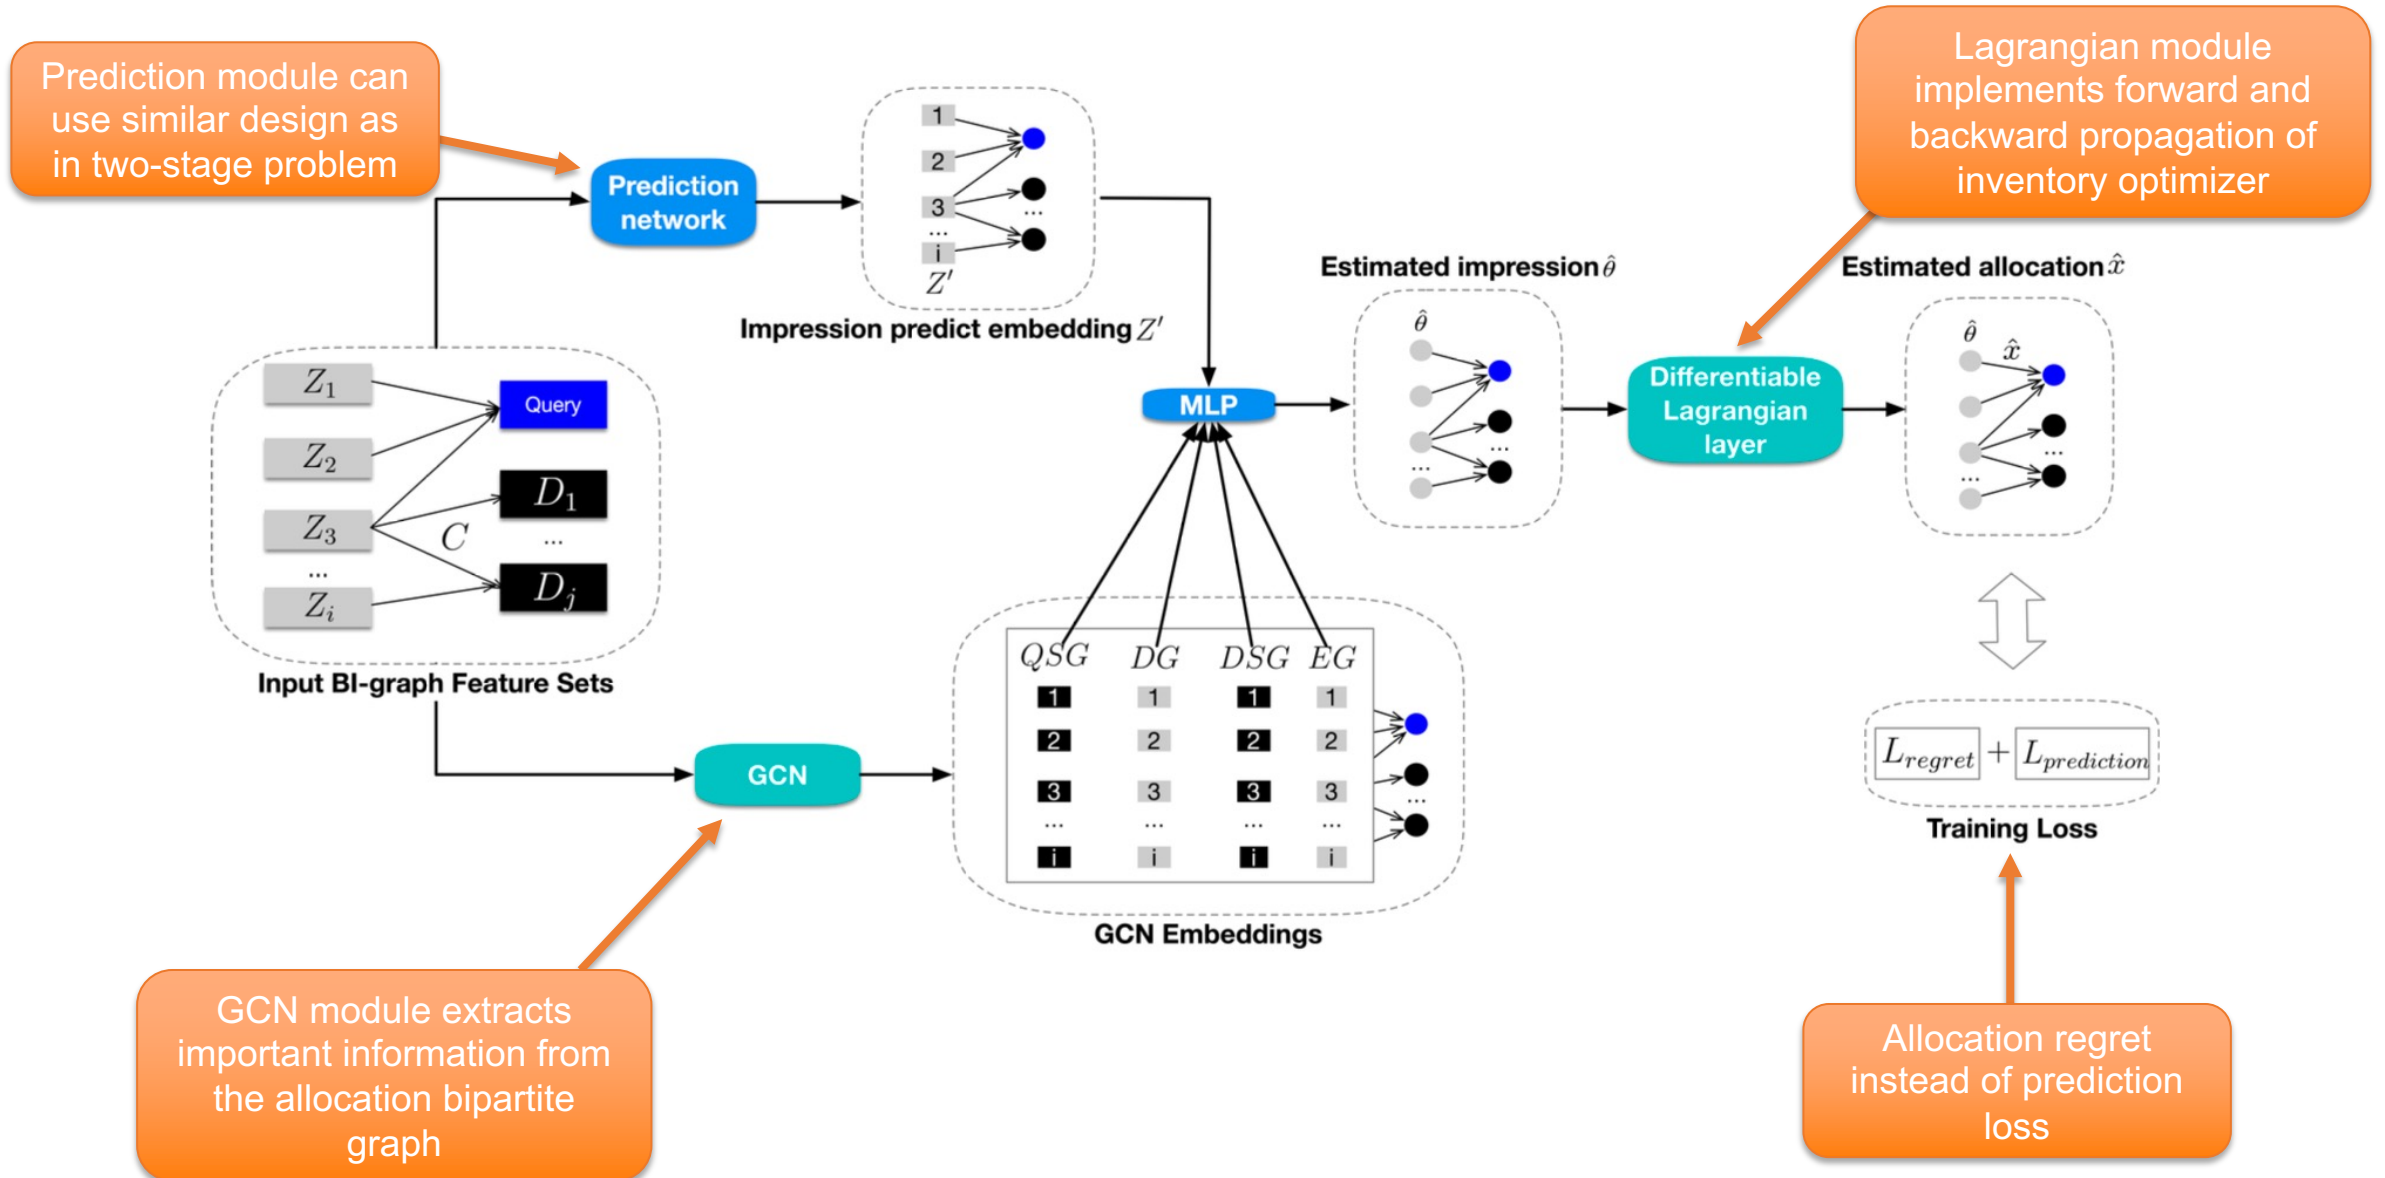 Prediction module can
use similar design as
in two-stage problem
Lagrangian module
implements forward and
backward propagation of
inventory optimizer
Prediction
network
1
2
3
...
i
Z'
...
Impression predict embedding Z'
Estimated impression θ̂
θ̂
...
...
Estimated allocation x̂
θ̂
x̂
...
...
Differentiable
Lagrangian
layer
MLP
Z₁
Z₂
Z₃
...
Zᵢ
C
Query
D₁
...
Dⱼ
Input BI-graph Feature Sets
GCN
QSG DG DSG EG
1 1 1 1
2 2 2 2
3 3 3 3
... ... ... ...
i i i i
...
GCN Embeddings
L_regret + L_prediction
Training Loss
GCN module extracts
important information from
the allocation bipartite
graph
Allocation regret
instead of prediction
loss